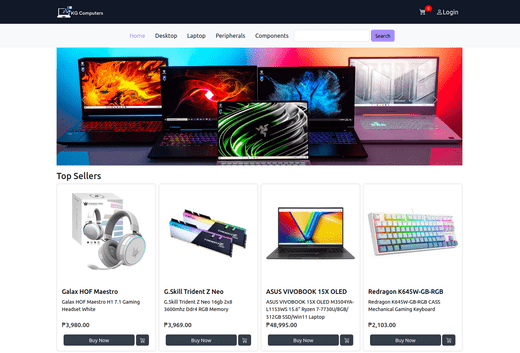 KG Computers
0 Login
Home Desktop Laptop Peripherals Components Search
Top Sellers
Galax HOF Maestro
Galax HOF Maestro H1 7.1 Gaming
Headset White
₱3,980.00
Buy Now
G.Skill Trident Z Neo
G.Skill Trident Z Neo 16gb 2x8
3600mhz Ddr4 RGB Memory
₱3,969.00
Buy Now
ASUS VIVOBOOK 15X OLED
ASUS VIVOBOOK 15X OLED M3504YA-
L1153WS 15.6" Ryzen 7-7730U/8GB/
512GB SSD/Win11 Laptop
₱48,995.00
Buy Now
Redragon K645W-GB-RGB
Redragon K645W-GB-RGB CASS
Mechanical Gaming Keyboard
₱2,103.00
Buy Now